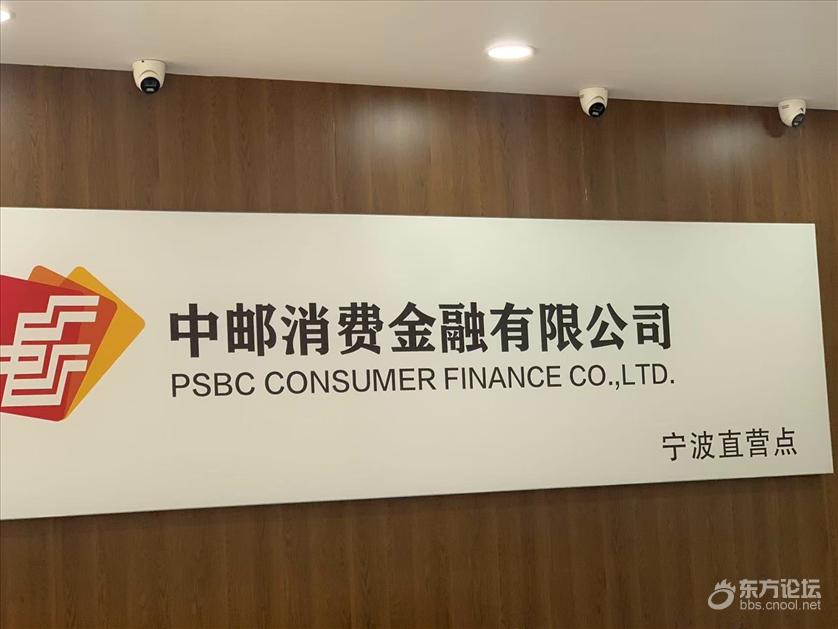 中邮消费金融有限公司
PSBC CONSUMER FINANCE CO.,LTD.
宁波直营点
东方论坛
bbs.cnool.net